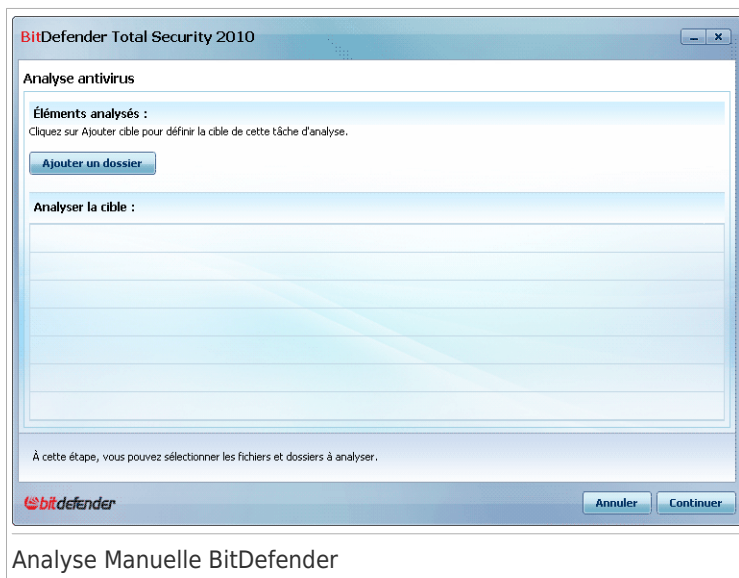 BitDefender Total Security 2010
Analyse antivirus
Éléments analysés :
Cliquez sur Ajouter cible pour définir la cible de cette tâche d'analyse.
Ajouter un dossier
Analyser la cible :
À cette étape, vous pouvez sélectionner les fichiers et dossiers à analyser.
bitdefender
Annuler
Continuer
Analyse Manuelle BitDefender